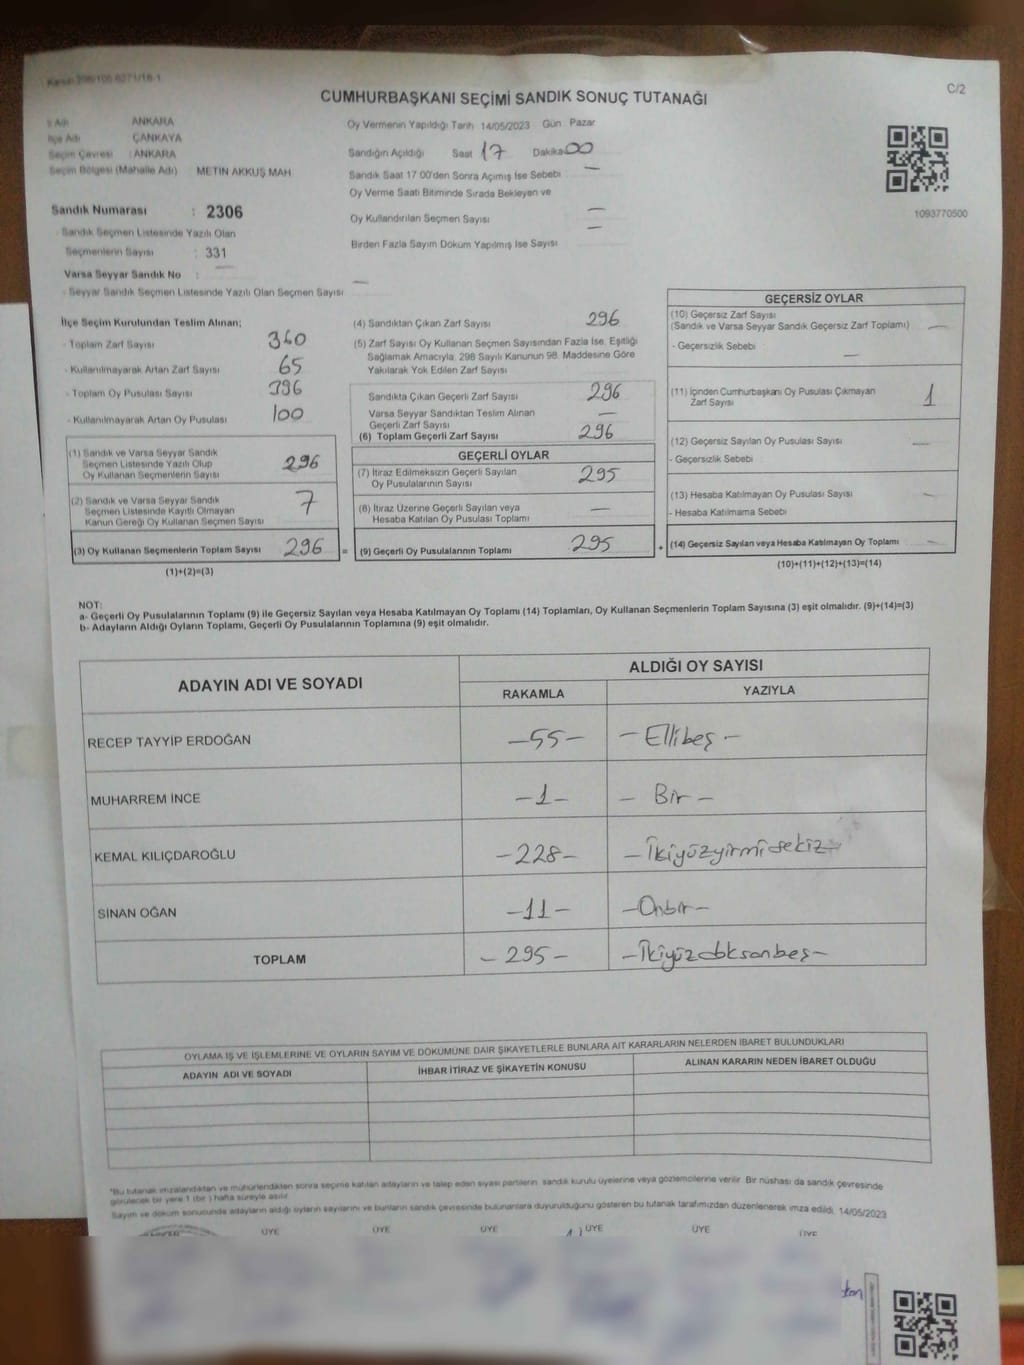 CUMHURBAŞKANI SEÇİMİ SANDIK SONUÇ TUTANAĞI
C/2
İl Adı ANKARA
İlçe Adı ÇANKAYA
Seçim Çevresi : ANKARA
Seçim Bölgesi (Mahalle Adı) METİN AKKUŞ MAH
Sandık Numarası : 2306
Sandık Seçmen Listesinde Yazılı Olan
Seçmenlerin Sayısı : 331
Varsa Seyyar Sandık No :
- Seyyar Sandık Seçmen Listesinde Yazılı Olan Seçmen Sayısı :
Oy Vermenin Yapıldığı Tarih 14/05/2023 Gün Pazar
Sandığın Açıldığı Saat 17 Dakika 00
Sandık Saat 17 00'den Sonra Açımış İse Sebebi —
Oy Verme Saati Bitiminde Sırada Bekleyen ve
Oy Kullandırılan Seçmen Sayısı —
Birden Fazla Sayım Döküm Yapılmış İse Sayısı —
1093770500
İlçe Seçim Kurulundan Teslim Alınan;
- Toplam Zarf Sayısı 360
- Kullanılmayarak Artan Zarf Sayısı 65
- Toplam Oy Pusulası Sayısı 396
- Kullanılmayarak Artan Oy Pusulası 100
(1) Sandık ve Varsa Seyyar Sandık
Seçmen Listesinde Yazılı Olup
Oy Kullanan Seçmenlerin Sayısı 296
(2) Sandık ve Varsa Seyyar Sandık
Seçmen Listesinde Kayıtlı Olmayan
Kanun Gereği Oy Kullanan Seçmen Sayısı 7
(3) Oy Kullanan Seçmenlerin Toplam Sayısı 296 =
(1)+(2)=(3)
(4) Sandıktan Çıkan Zarf Sayısı 296
(5) Zarf Sayısı Oy Kullanan Seçmen Sayısından Fazla İse, Eşitliği
Sağlamak Amacıyla, 298 Sayılı Kanunun 98. Maddesine Göre
Yakılarak Yok Edilen Zarf Sayısı
Sandıkta Çıkan Geçerli Zarf Sayısı 296
Varsa Seyyar Sandıktan Teslim Alınan
Geçerli Zarf Sayısı —
(6) Toplam Geçerli Zarf Sayısı 296
GEÇERLİ OYLAR
(7) İtiraz Edilmeksizin Geçerli Sayılan
Oy Pusulalarının Sayısı 295
(8) İtiraz Üzerine Geçerli Sayılan veya
Hesaba Katılan Oy Pusulası Toplamı —
(9) Geçerli Oy Pusulalarının Toplamı 295 +
GEÇERSİZ OYLAR
(10) Geçersiz Zarf Sayısı
(Sandık ve Varsa Seyyar Sandık Geçersiz Zarf Toplamı) —
- Geçersizlik Sebebi —
(11) İçinden Cumhurbaşkanı Oy Pusulası Çıkmayan
Zarf Sayısı 1
(12) Geçersiz Sayılan Oy Pusulası Sayısı —
- Geçersizlik Sebebi
(13) Hesaba Katılmayan Oy Pusulası Sayısı —
- Hesaba Katılmama Sebebi
(14) Geçersiz Sayılan veya Hesaba Katılmayan Oy Toplamı —
(10)+(11)+(12)+(13)=(14)
NOT:
a- Geçerli Oy Pusulalarının Toplamı (9) ile Geçersiz Sayılan veya Hesaba Katılmayan Oy Toplamı (14) Toplamları, Oy Kullanan Seçmenlerin Toplam Sayısına (3) eşit olmalıdır. (9)+(14)=(3)
b- Adayların Aldığı Oyların Toplamı, Geçerli Oy Pusulalarının Toplamına (9) eşit olmalıdır.
ADAYIN ADI VE SOYADI ALDIĞI OY SAYISI
RAKAMLA YAZIYLA
RECEP TAYYİP ERDOĞAN -55- - Ellibeş -
MUHARREM İNCE -1- - Bir -
KEMAL KILIÇDAROĞLU -228- -İkiyüzyirmisekiz-
SİNAN OĞAN -11- -Onbir-
TOPLAM -295- -İkiyüzdoksanbeş-
OYLAMA İŞ VE İŞLEMLERİNE VE OYLARIN SAYIM VE DÖKÜMÜNE DAİR ŞİKAYETLERLE BUNLARA AİT KARARLARIN NELERDEN İBARET BULUNDUKLARI
ADAYIN ADI VE SOYADI İHBAR İTİRAZ VE ŞİKAYETİN KONUSU ALINAN KARARIN NEDEN İBARET OLDUĞU
*Bu tutanak imzalandıktan ve mühürlendikten sonra seçime katılan adayların ve talep eden siyasi partilerin, sandık kurulu üyelerine veya gözlemcilerine verilir. Bir nüshası da sandık çevresinde
görülecek bir yere 1 (bir ) hafta süreyle asılır.
Sayım ve döküm sonucunda adayların aldığı oyların sayılarını ve bunların sandık çevresinde bulunanlara duyurulduğunu gösteren bu tutanak tarafımızdan düzenlenerek imza edildi. 14/05/2023
ÜYE ÜYE ÜYE ÜYE ÜYE ÜYE